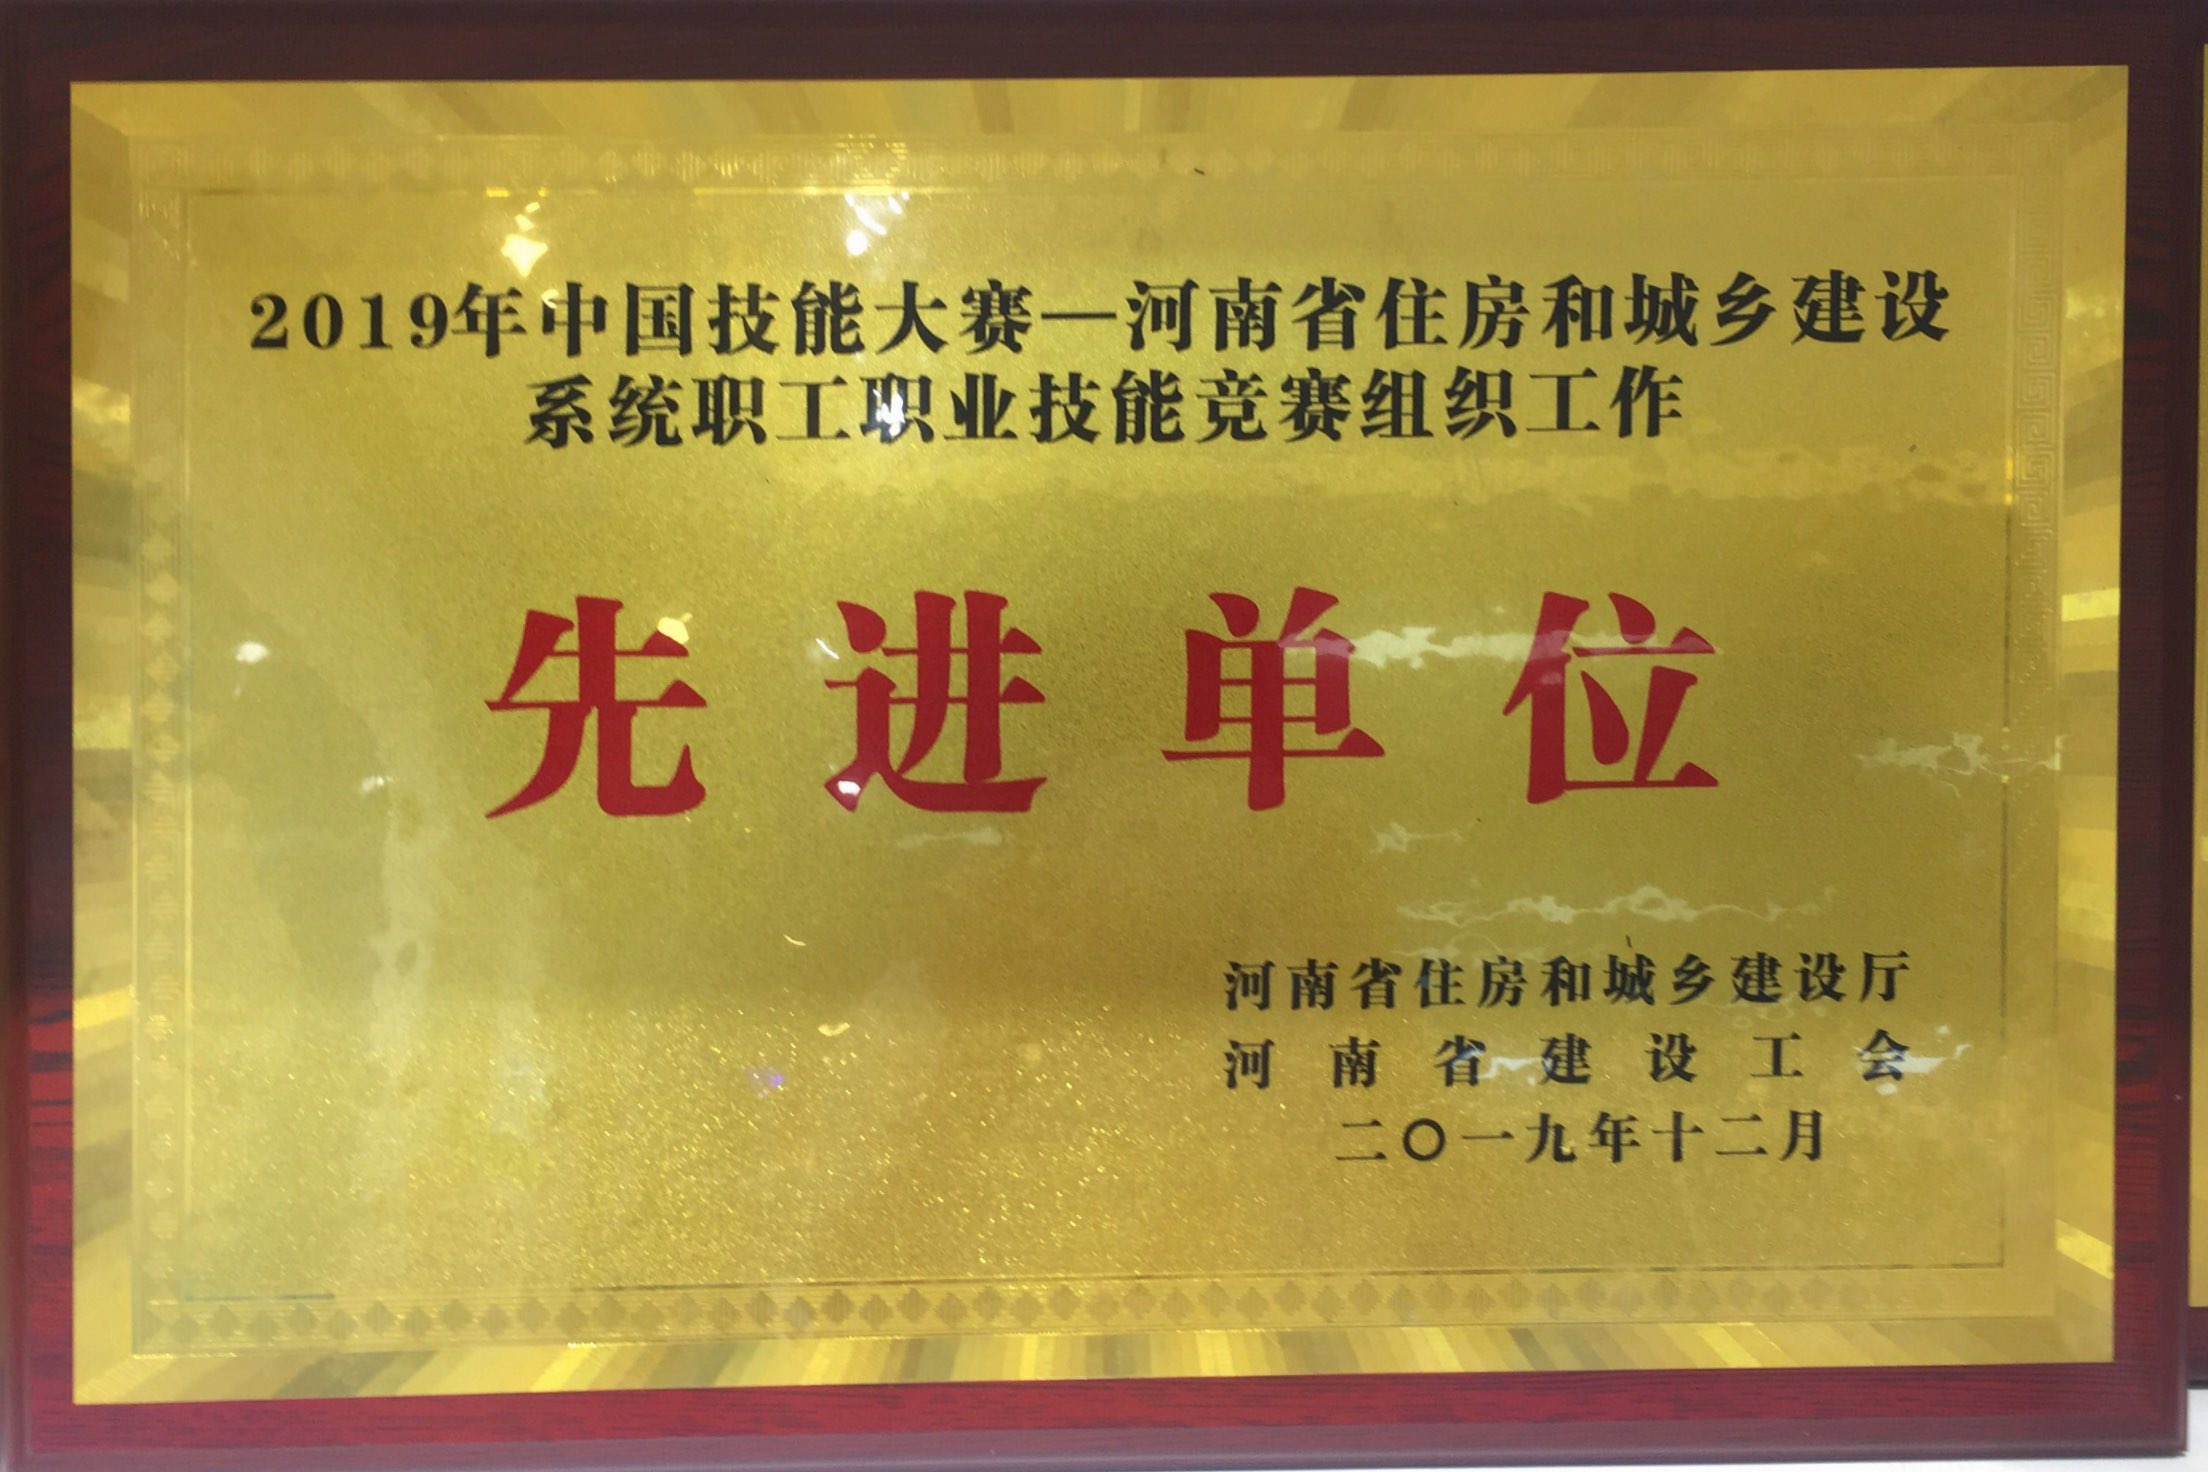 2019年中国技能大赛—河南省住房和城乡建设
系统职工职业技能竞赛组织工作
先进单位
河南省住房和城乡建设厅
河南省建设工会
二〇一九年十二月